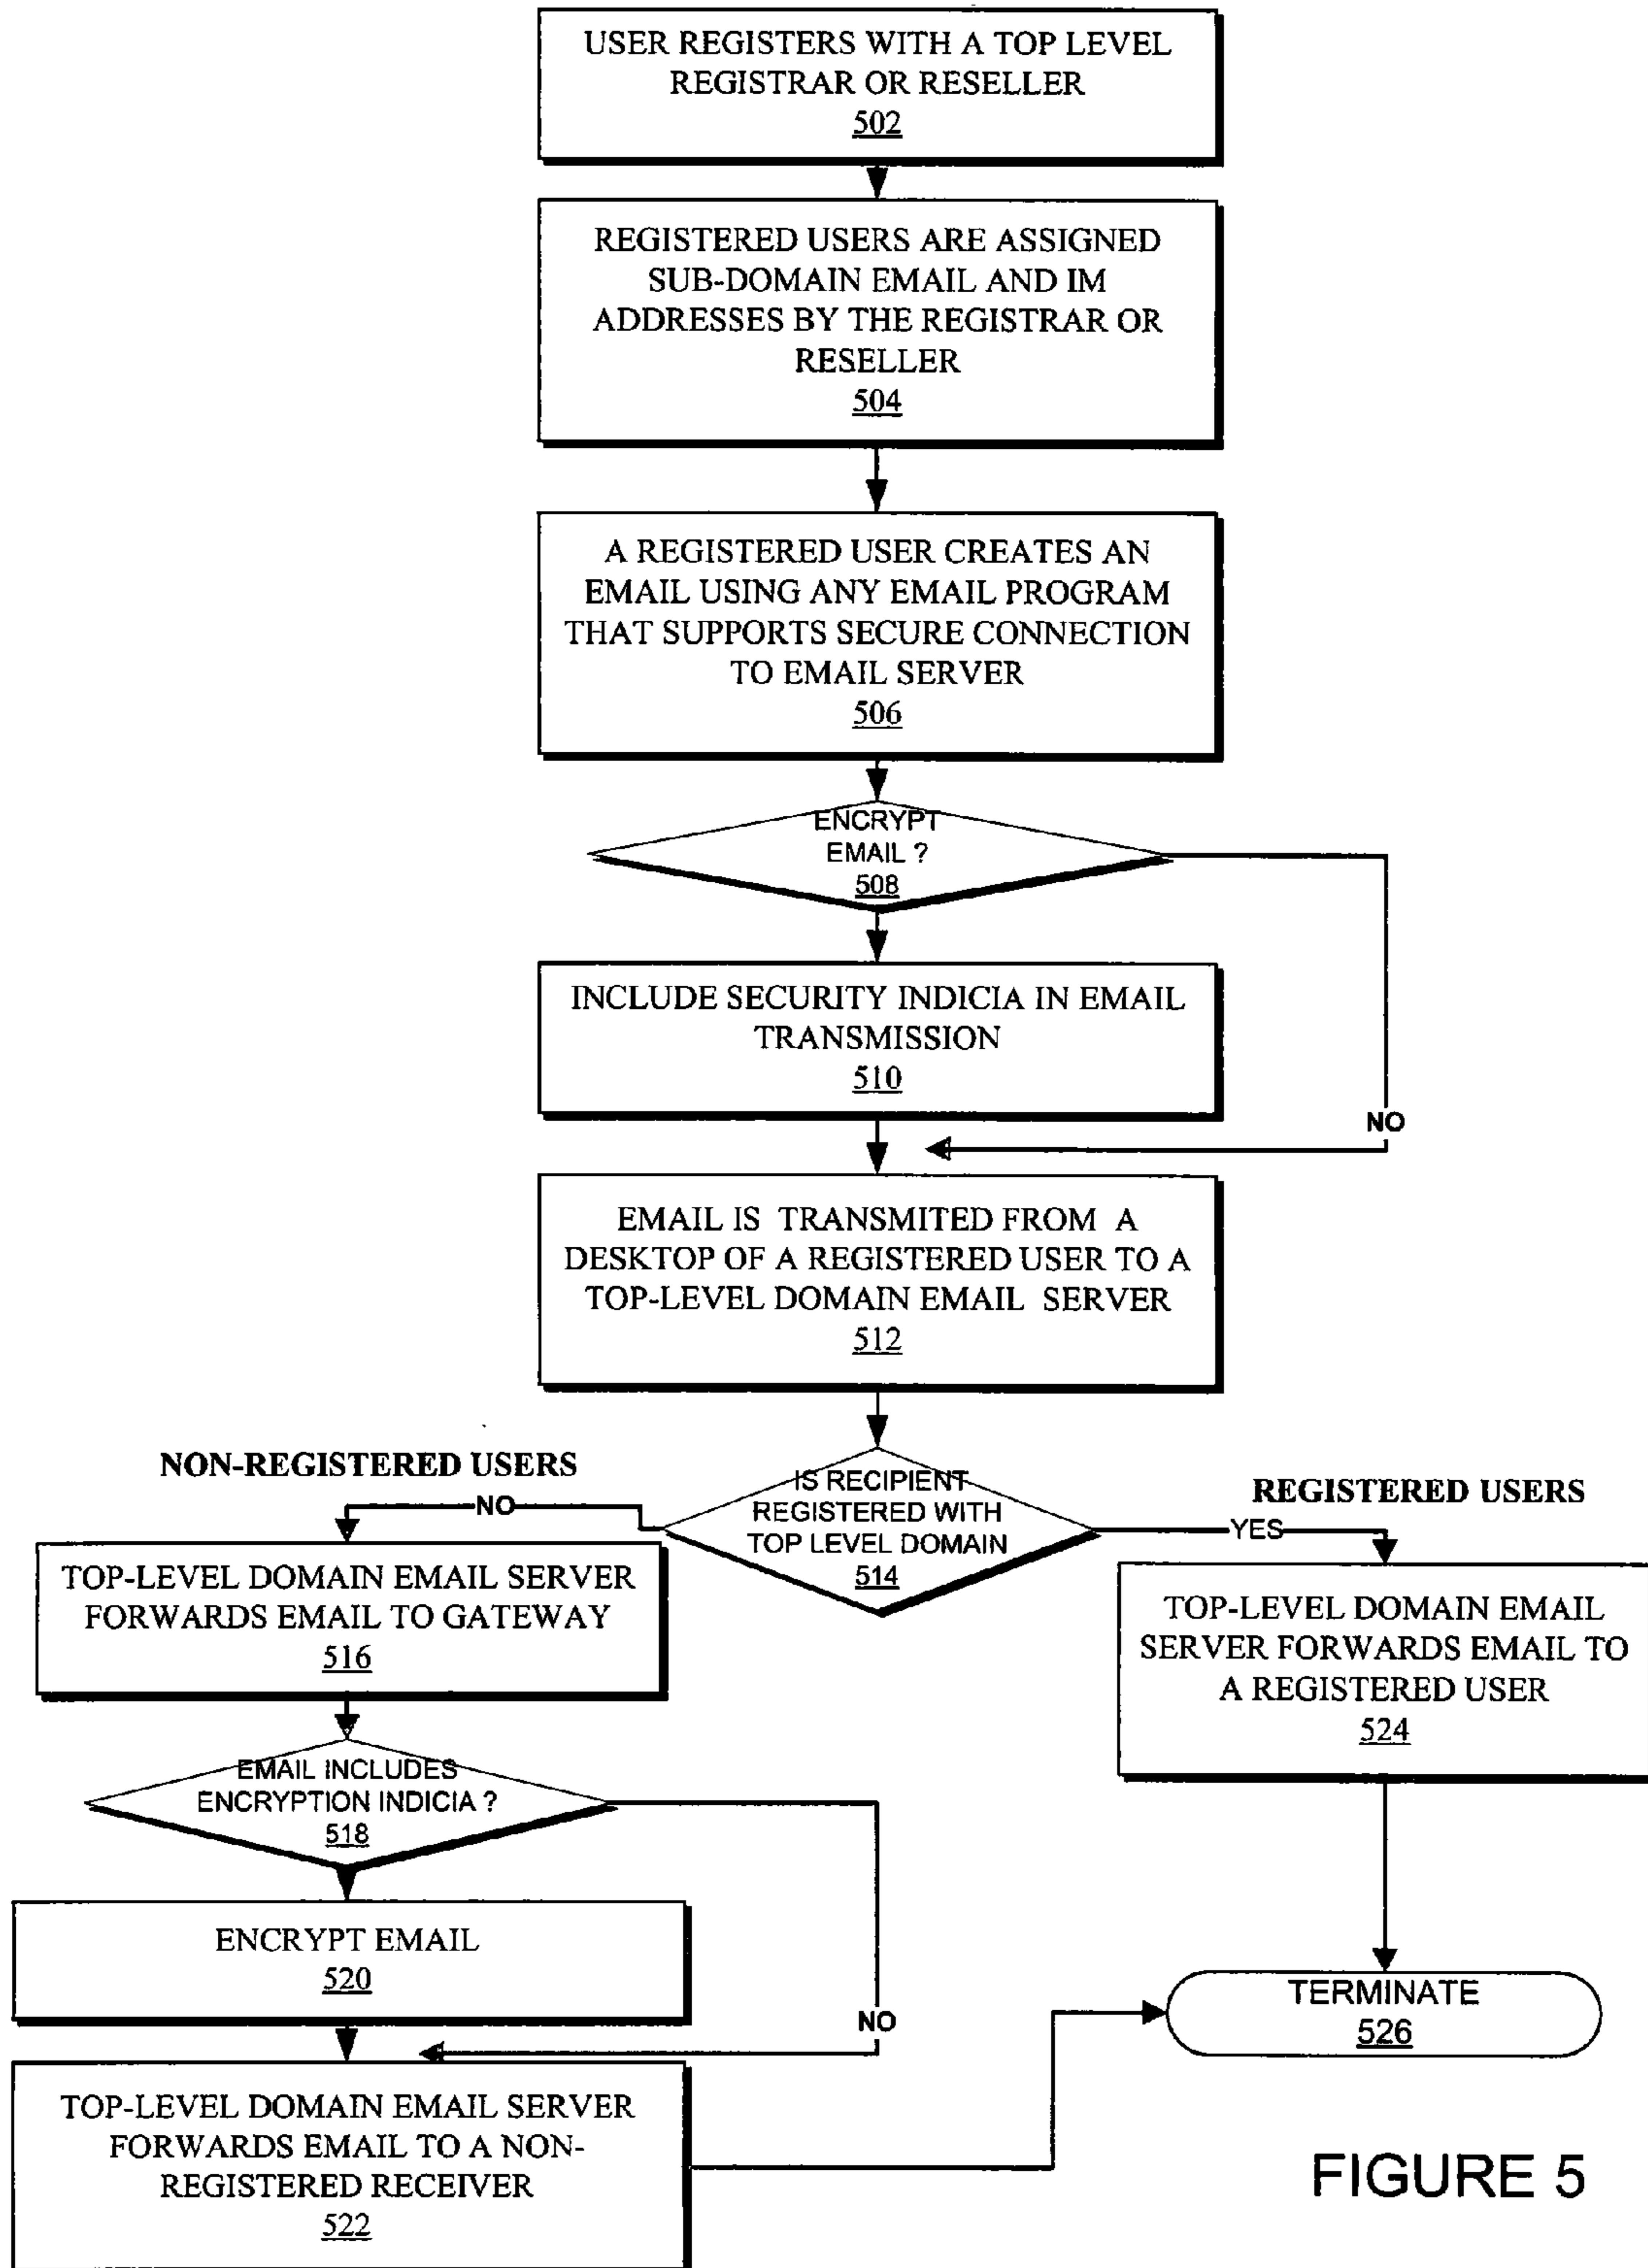 USER REGISTERS WITH A TOP LEVEL
REGISTRAR OR RESELLER
502
REGISTERED USERS ARE ASSIGNED
SUB-DOMAIN EMAIL AND IM
ADDRESSES BY THE REGISTRAR OR
RESELLER
504
A REGISTERED USER CREATES AN
EMAIL USING ANY EMAIL PROGRAM
THAT SUPPORTS SECURE CONNECTION
TO EMAIL SERVER
506
ENCRYPT
EMAIL ?
508
INCLUDE SECURITY INDICIA IN EMAIL
TRANSMISSION
510
NO
EMAIL IS TRANSMITED FROM A
DESKTOP OF A REGISTERED USER TO A
TOP-LEVEL DOMAIN EMAIL SERVER
512
IS RECIPIENT
REGISTERED WITH
TOP LEVEL DOMAIN
514
NON-REGISTERED USERS
NO
REGISTERED USERS
YES
TOP-LEVEL DOMAIN EMAIL SERVER
FORWARDS EMAIL TO GATEWAY
516
TOP-LEVEL DOMAIN EMAIL
SERVER FORWARDS EMAIL TO
A REGISTERED USER
524
EMAIL INCLUDES
ENCRYPTION INDICIA ?
518
ENCRYPT EMAIL
520
NO
TERMINATE
526
TOP-LEVEL DOMAIN EMAIL SERVER
FORWARDS EMAIL TO A NON-
REGISTERED RECEIVER
522
FIGURE 5